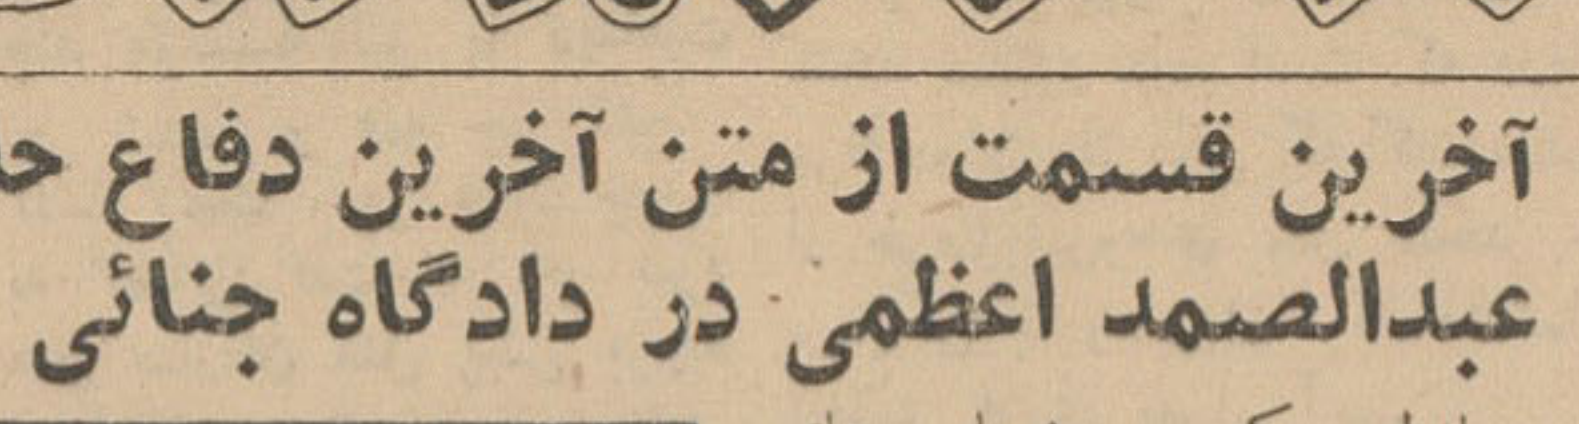 آخرین قسمت از متن آخرین دفاع
عبدالصمد اعظمی در دادگاه جنائی